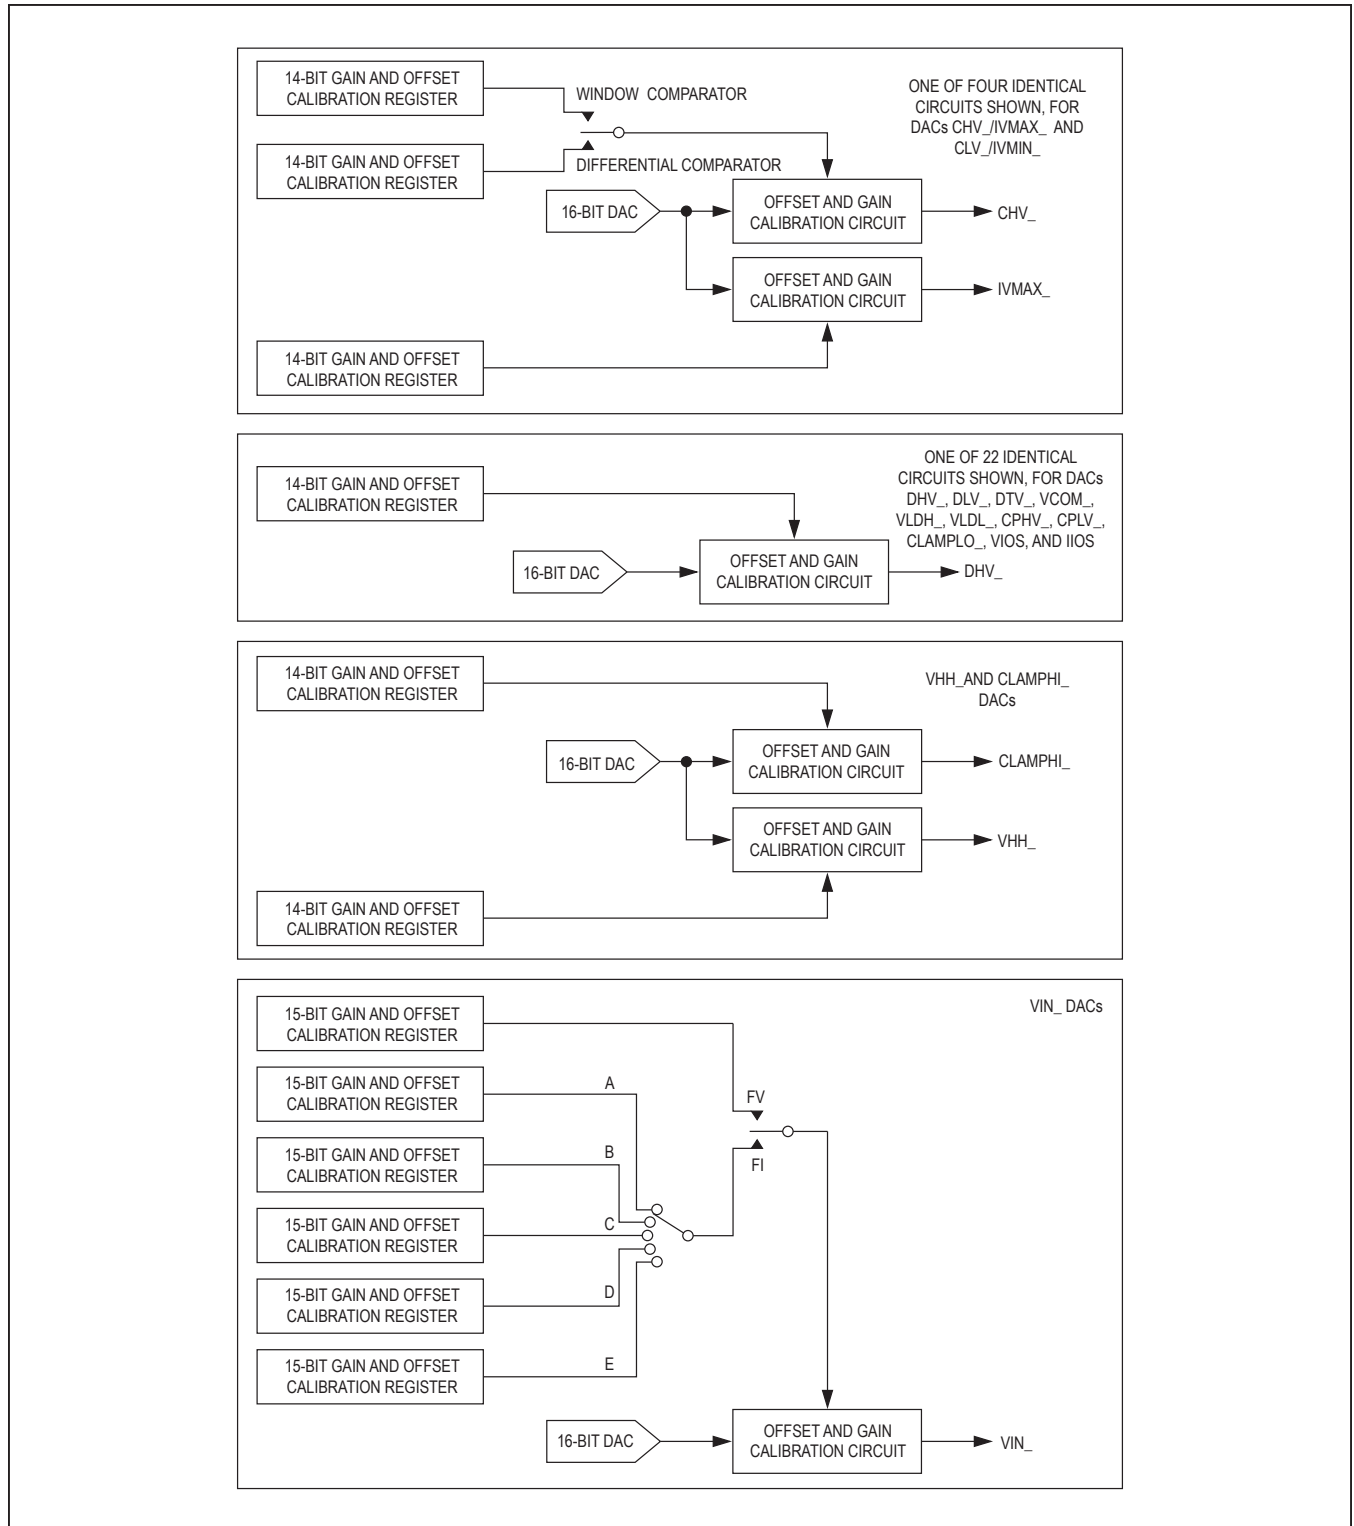 14-BIT GAIN AND OFFSET
CALIBRATION REGISTER
WINDOW COMPARATOR
ONE OF FOUR IDENTICAL
CIRCUITS SHOWN, FOR
DACs CHV_/IVMAX_ AND
CLV_/IVMIN_
14-BIT GAIN AND OFFSET
CALIBRATION REGISTER
DIFFERENTIAL COMPARATOR
16-BIT DAC
OFFSET AND GAIN
CALIBRATION CIRCUIT
CHV_
OFFSET AND GAIN
CALIBRATION CIRCUIT
IVMAX_
14-BIT GAIN AND OFFSET
CALIBRATION REGISTER
14-BIT GAIN AND OFFSET
CALIBRATION REGISTER
ONE OF 22 IDENTICAL
CIRCUITS SHOWN, FOR DACs
DHV_, DLV_, DTV_, VCOM_,
VLDH_, VLDL_, CPHV_, CPLV_,
CLAMPLO_, VIOS, AND IIOS
16-BIT DAC
OFFSET AND GAIN
CALIBRATION CIRCUIT
DHV_
14-BIT GAIN AND OFFSET
CALIBRATION REGISTER
VHH_AND CLAMPHI_
DACs
16-BIT DAC
OFFSET AND GAIN
CALIBRATION CIRCUIT
CLAMPHI_
OFFSET AND GAIN
CALIBRATION CIRCUIT
VHH_
14-BIT GAIN AND OFFSET
CALIBRATION REGISTER
15-BIT GAIN AND OFFSET
CALIBRATION REGISTER
VIN_ DACs
15-BIT GAIN AND OFFSET
CALIBRATION REGISTER
A
FV
15-BIT GAIN AND OFFSET
CALIBRATION REGISTER
B
FI
15-BIT GAIN AND OFFSET
CALIBRATION REGISTER
C
15-BIT GAIN AND OFFSET
CALIBRATION REGISTER
D
15-BIT GAIN AND OFFSET
CALIBRATION REGISTER
E
16-BIT DAC
OFFSET AND GAIN
CALIBRATION CIRCUIT
VIN_